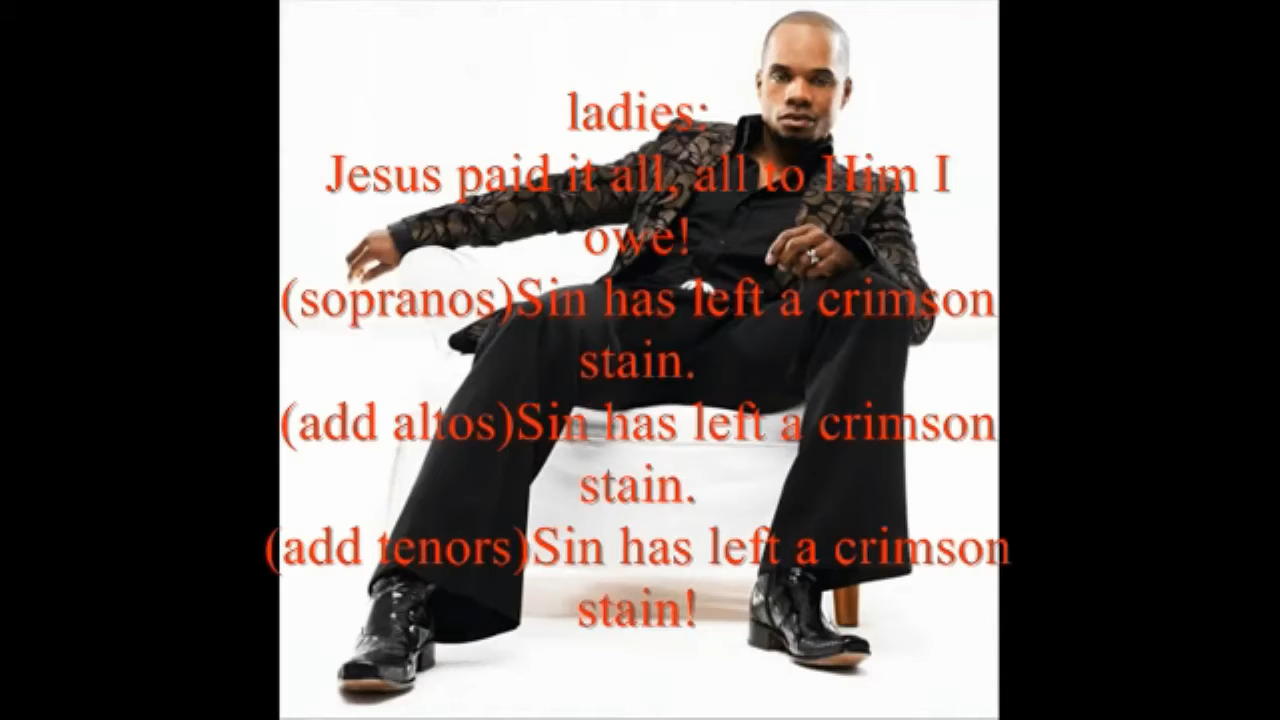 ladies:
Jesus paid it all, all to Him I
owe!
(sopranos)Sin has left a crimson
stain.
(add altos)Sin has left a crimson
stain.
(add tenors)Sin has left a crimson
stain!